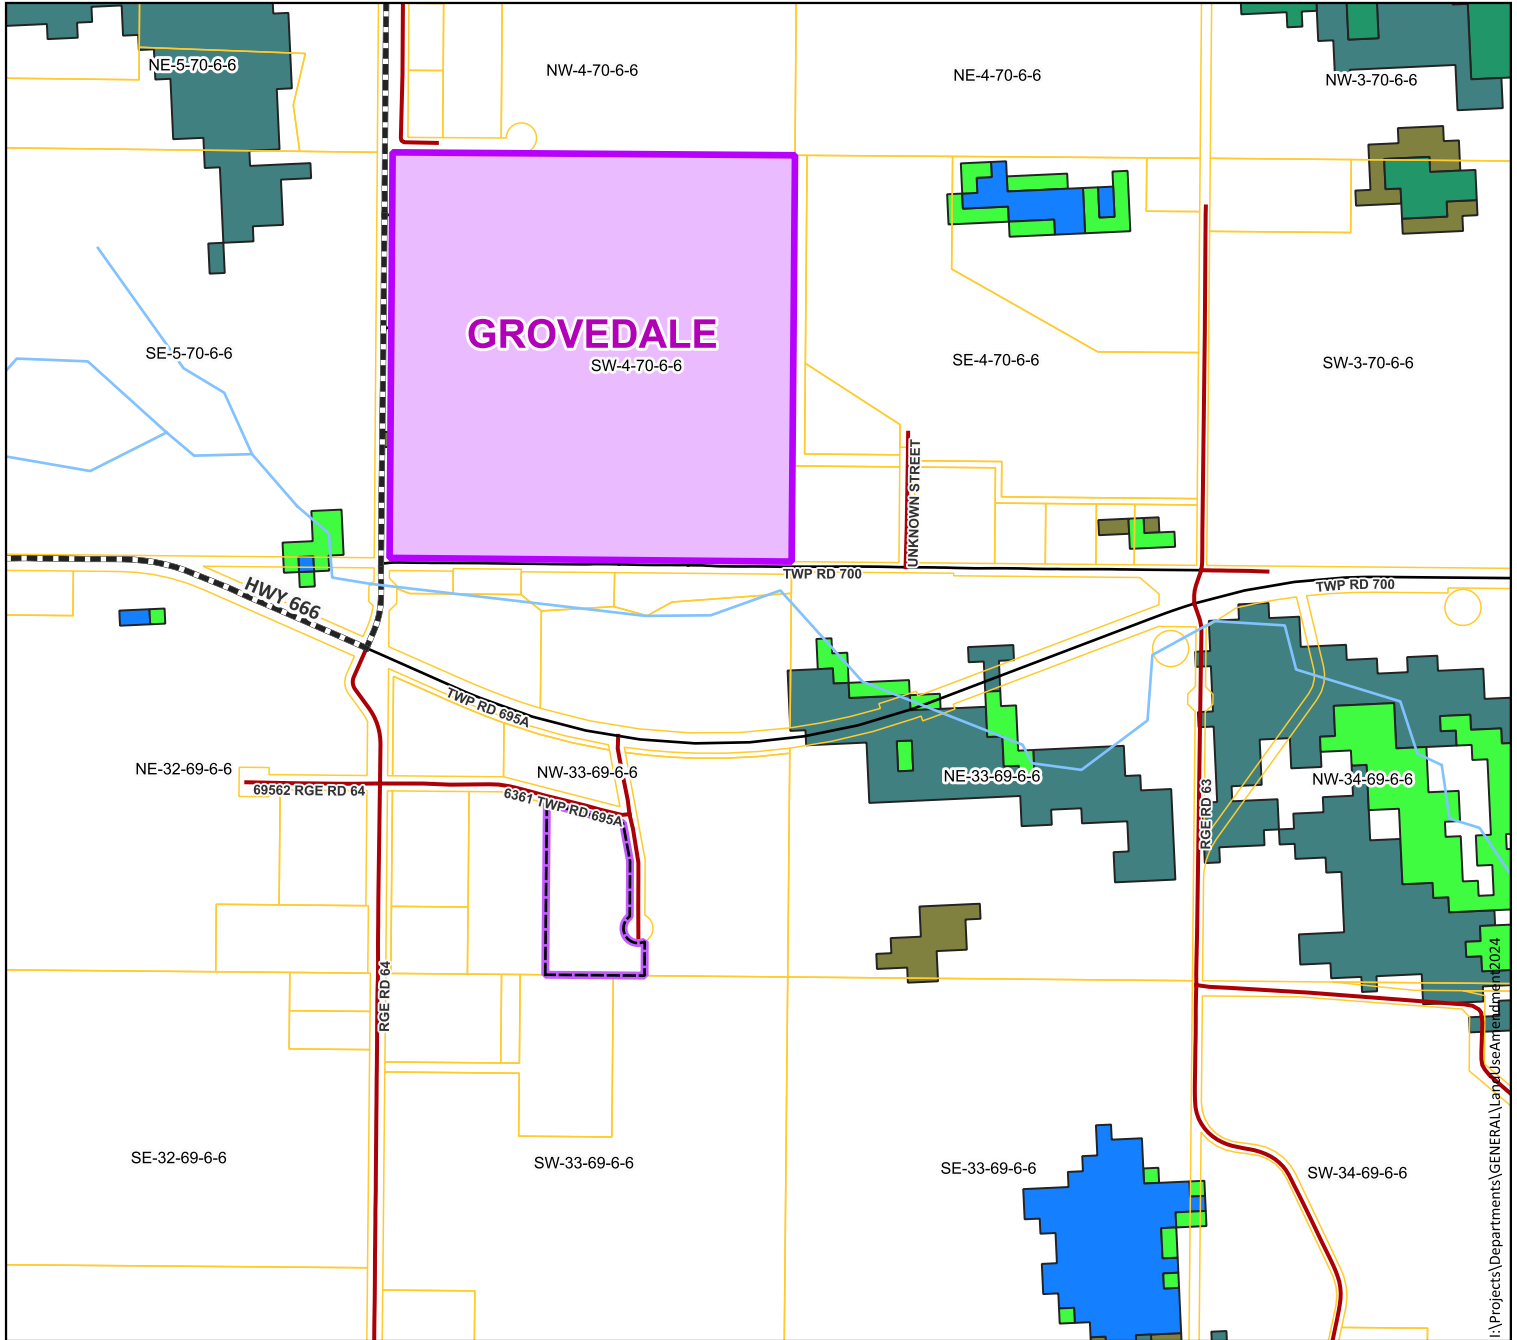 NE-5-70-6-6
NW-4-70-6-6
NE-4-70-6-6
NW-3-70-6-6
GROVEDALE
SW-4-70-6-6
SE-5-70-6-6
SE-4-70-6-6
SW-3-70-6-6
UNKNOWN STREET
TWP RD 700
TWP RD 700
HWY 666
TWP RD 695A
NE-32-69-6-6
NW-33-69-6-6
NE-33-69-6-6
NW-34-69-6-6
69562 RGE RD 64
6361 TWP RD 695A
RGE RD 63
RGE RD 64
SE-32-69-6-6
SW-33-69-6-6
SE-33-69-6-6
SW-34-69-6-6
I:\Projects\Departments\GENERAL\LandUseAmendment2024